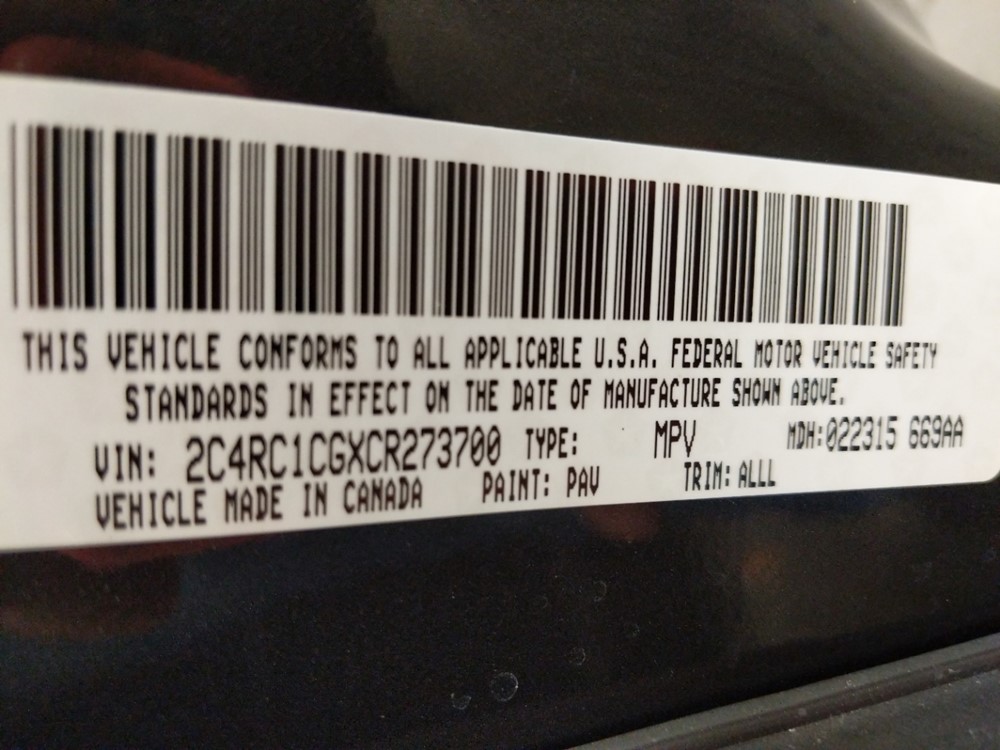 THIS VEHICLE CONFORMS TO ALL APPLICABLE U.S.A. FEDERAL MOTOR VEHICLE SAFETY
STANDARDS IN EFFECT ON THE DATE OF MANUFACTURE SHOWN ABOVE.
VIN: 2C4RC1CGXCR273700 TYPE: MPV MDH:022315 669AA
VEHICLE MADE IN CANADA PAINT: PAV TRIM: ALLL